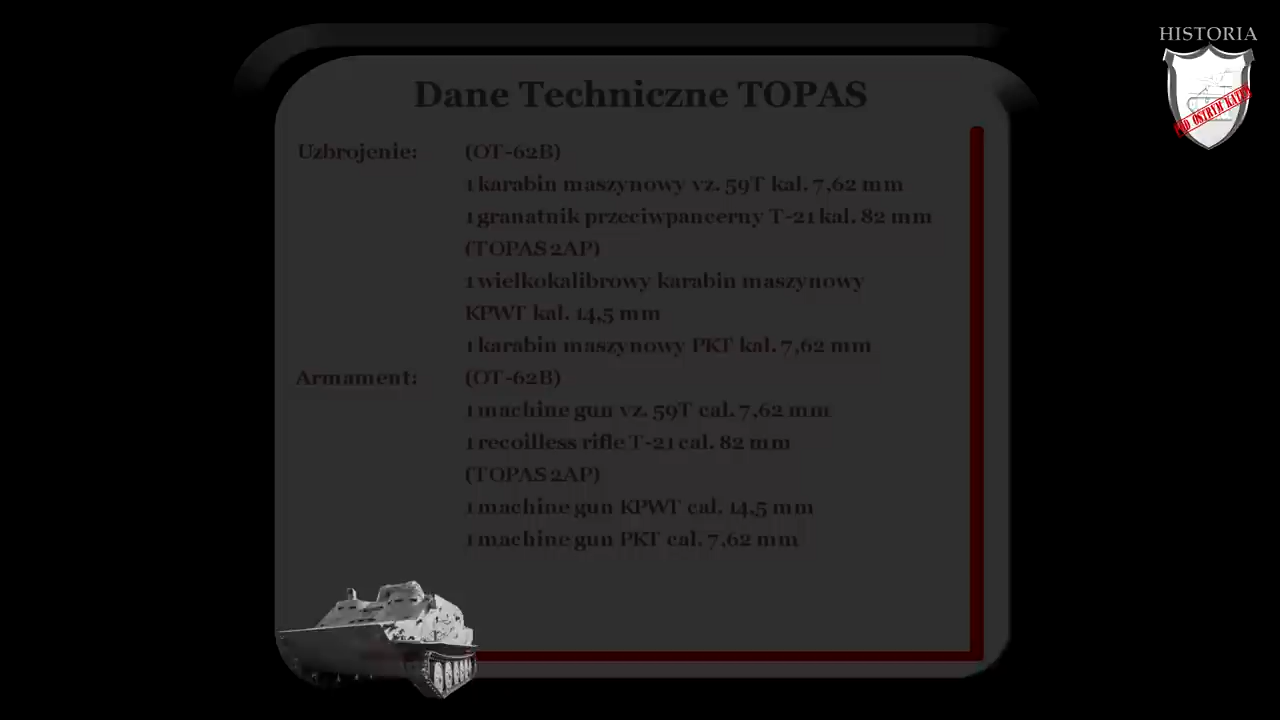 HISTORIA
POD OSTRYM KĄTEM
Dane Techniczne TOPAS
Uzbrojenie: (OT-62B)
1 karabin maszynowy vz. 59T kal. 7,62 mm
1 granatnik przeciwpancerny T-21 kal. 82 mm
(TOPAS 2AP)
1 wielkokalibrowy karabin maszynowy
KPWT kal. 14,5 mm
1 karabin maszynowy PKT kal. 7,62 mm
Armament: (OT-62B)
1 machine gun vz. 59T cal. 7,62 mm
1 recoilless rifle T-21 cal. 82 mm
(TOPAS 2AP)
1 machine gun KPWT cal. 14,5 mm
1 machine gun PKT cal. 7,62 mm